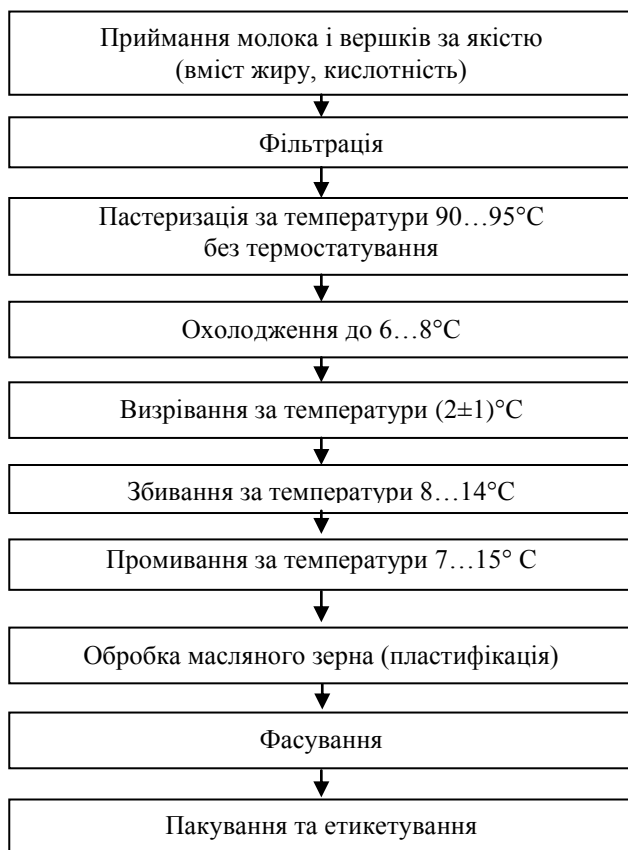 Приймання молока і вершків за якістю
(вміст жиру, кислотність)
Фільтрація
Пастеризація за температури 90…95°С
без термостатування
Охолодження до 6…8°С
Визрівання за температури (2±1)°С
Збивання за температури 8…14°С
Промивання за температури 7…15° С
Обробка масляного зерна (пластифікація)
Фасування
Пакування та етикетування